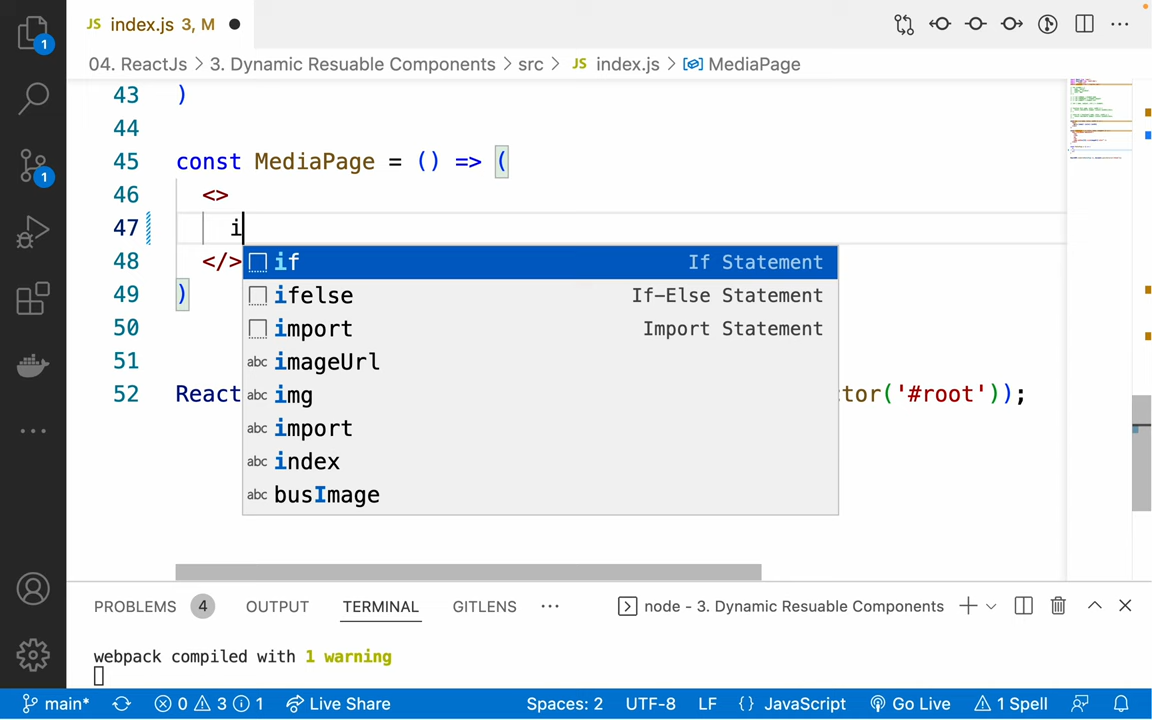 JS index.js 3, M
1
04. ReactJs > 3. Dynamic Resuable Components > src > JS index.js > MediaPage
43 )
44
45 const MediaPage = () => (
46 <>
1
47 i
48 </>
if If Statement
49 )
ifelse If-Else Statement
50
import Import Statement
51
abc imageUrl
52 React ctor('#root'));
abc img
abc import
abc index
abc busImage
PROBLEMS 4 OUTPUT TERMINAL GITLENS node - 3. Dynamic Resuable Components
webpack compiled with 1 warning
main* 0 3 1 Live Share Spaces: 2 UTF-8 LF {} JavaScript Go Live 1 Spell